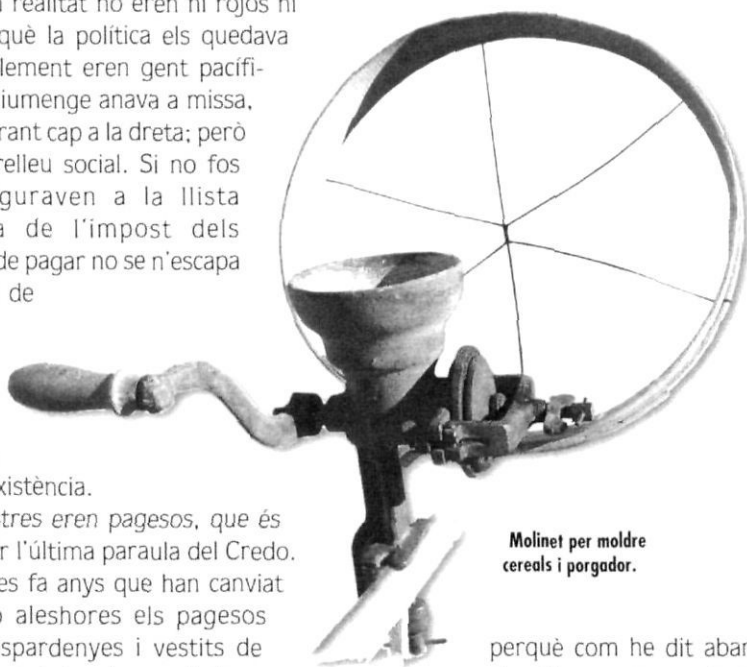 realitat no eren ni rojos ni
què la política els quedava
lement eren gent pacífi-
iumenge anava a missa,
rant cap a la dreta; però
relleu social. Si no fos
guraven a la llista
a de l'impost dels
de pagar no se n'escapa
de
xistència.
stres eren pagesos, que és
r l'última paraula del Credo.
es fa anys que han canviat
aleshores els pagesos
spardenyes i vestits de
Molinet per moldre
cereals i porgador.
perquè com he dit abar